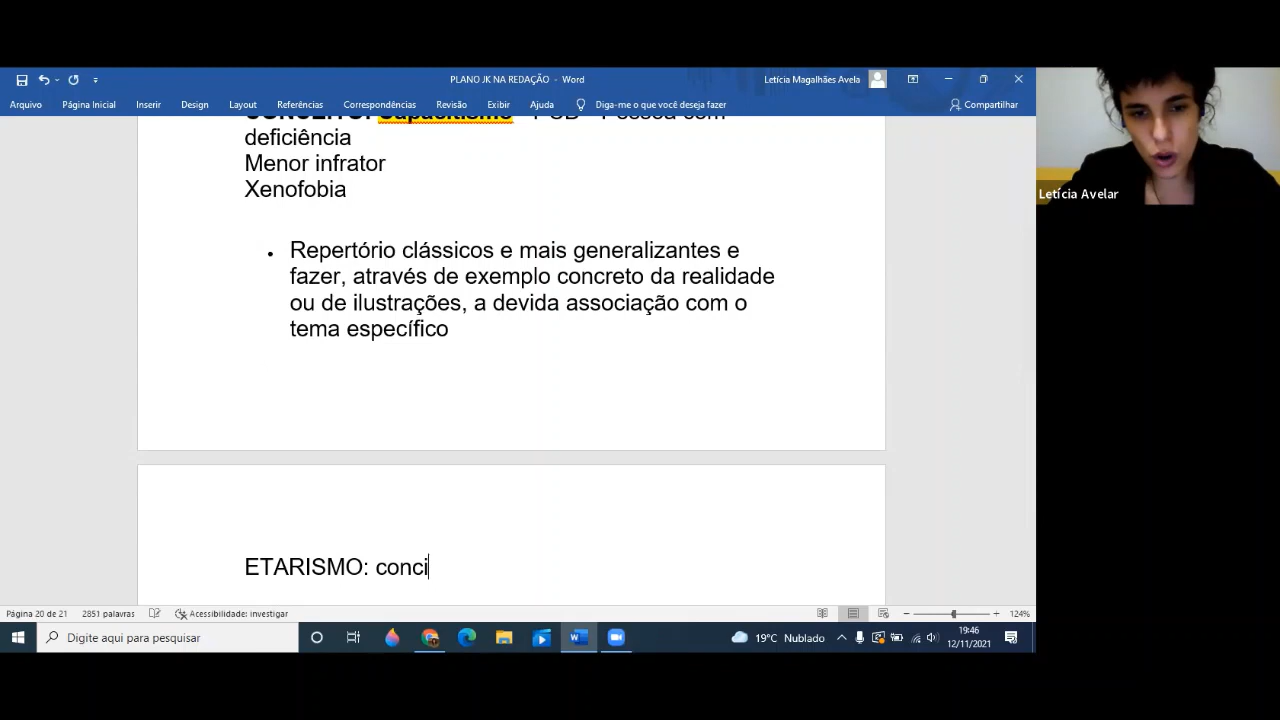 PLANO JK NA REDAÇÃO - Word
Letícia Magalhães Avela
Arquivo Página Inicial Inserir Design Layout Referências Correspondências Revisão Exibir Ajuda Diga-me o que você deseja fazer Compartilhar
deficiência
Menor infrator
Xenofobia
• Repertório clássicos e mais generalizantes e
fazer, através de exemplo concreto da realidade
ou de ilustrações, a devida associação com o
tema específico
ETARISMO: conci
Letícia Avelar
Página 20 de 21 2851 palavras Acessibilidade: investigar 124%
Digite aqui para pesquisar
19°C Nublado
19:46
12/11/2021